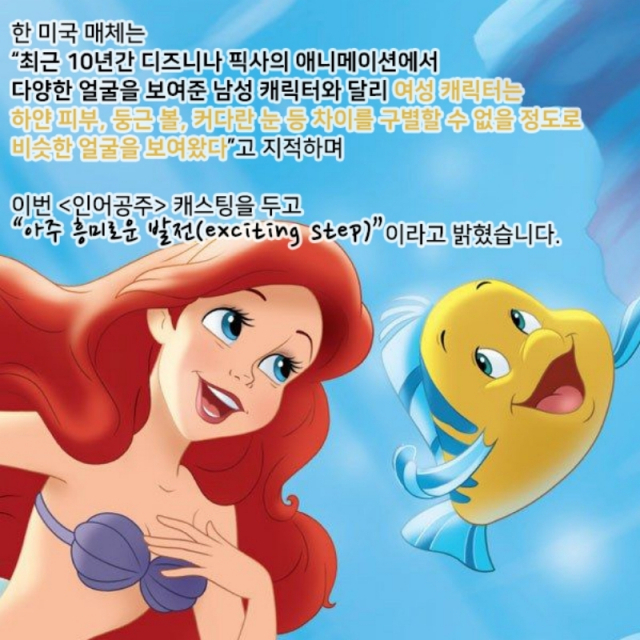 한 미국 매체는
“최근 10년간 디즈니나 픽사의 애니메이션에서
다양한 얼굴을 보여준 남성 캐릭터와 달리 여성 캐릭터는
하얀 피부, 둥근 볼, 커다란 눈 등 차이를 구별할 수 없을 정도로
비슷한 얼굴을 보여왔다”고 지적하며
이번 <인어공주> 캐스팅을 두고
“아주 흥미로운 발전(exciting step)”이라고 밝혔습니다.